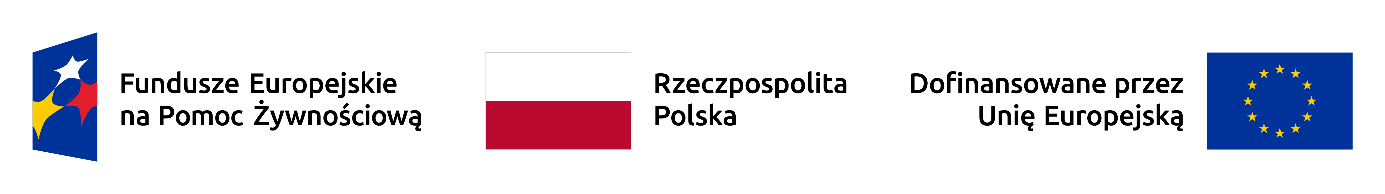 Fundusze Europejskie
na Pomoc Żywnościową
Rzeczpospolita
Polska
Dofinansowane przez
Unię Europejską